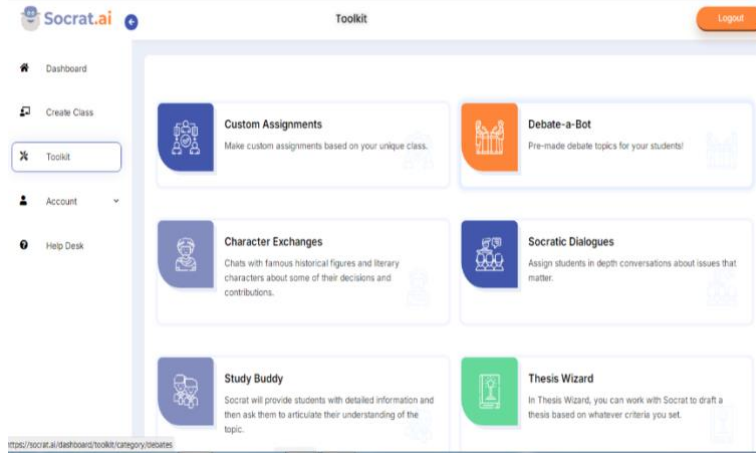 Socrat.ai
Toolkit
Logout
Dashboard
Create Class
Toolkit
Account
Help Desk
Custom Assignments
Make custom assignments based on your unique class.
Debate-a-Bot
Pre-made debate topics for your students!
Character Exchanges
Chats with famous historical figures and literary
characters about some of their decisions and
contributions.
Socratic Dialogues
Assign students in depth conversations about issues that
matter.
Study Buddy
Socrat will provide students with detailed information and
then ask them to articulate their understanding of the
topic.
Thesis Wizard
In Thesis Wizard, you can work with Socrat to draft a
thesis based on whatever criteria you set.
ttps://socrat.ai/dashboard/toolkit/category/debates